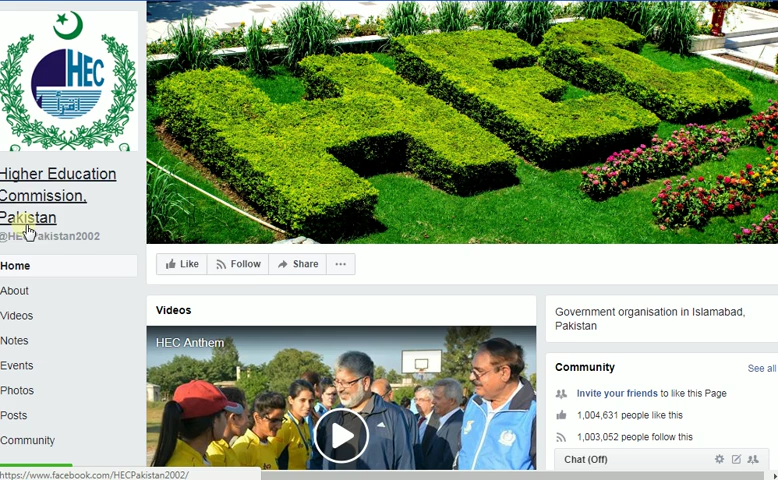 HEC
اقرأ
HEC
Higher Education
Commission,
Pakistan
@HECPakistan2002
Home
About
Videos
Notes
Events
Photos
Posts
Community
Like
Follow
Share
Videos
HEC Anthem
Government organisation in Islamabad,
Pakistan
Community
See all
Invite your friends to like this Page
1,004,631 people like this
1,003,052 people follow this
Chat (Off)
https://www.facebook.com/HECPakistan2002/